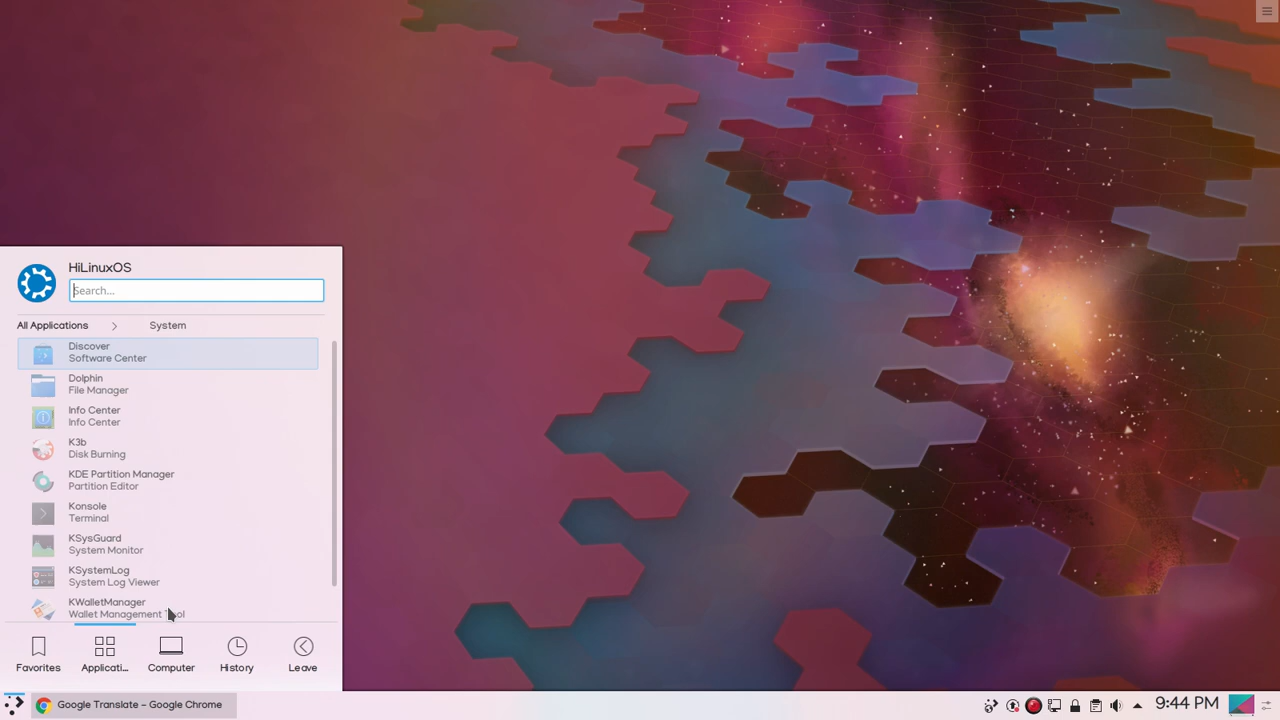 HiLinuxOS
Search...
All Applications
System
Discover
Software Center
Dolphin
File Manager
Info Center
Info Center
K3b
Disk Burning
KDE Partition Manager
Partition Editor
Konsole
Terminal
KSysGuard
System Monitor
KSystemLog
System Log Viewer
KWalletManager
Wallet Management Tool
Favorites
Applicati...
Computer
History
Leave
Google Translate - Google Chrome
9:44 PM